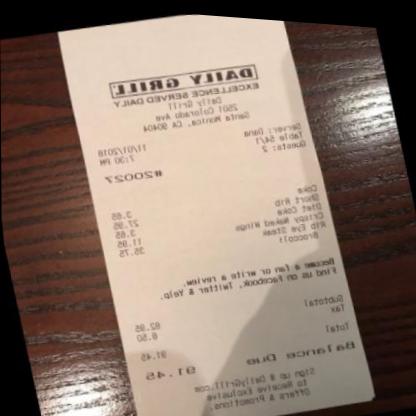 DAILY GRILL
EXCELLENCE SERVED DAILY
Daily Grill
2501 Colorado Ave
Santa Monica, CA 90404
Server: Dana 11/01/2018
Table 54/1 7:30 PM
Guests: 2
#20027
Coke 3.65
Short Rib 27.95
Diet Coke 3.65
Crispy Naked Wings 11.95
Rib Eye Steak 35.75
Broccoli
Become a fan or write a review.
Find us on Facebook, Twitter & Yelp.
Subtotal 82.95
Tax 8.50
Total 91.45
Balance Due 91.45
Sign up @ DailyGrill.com
to Receive Exclusive
Offers & Promotions.